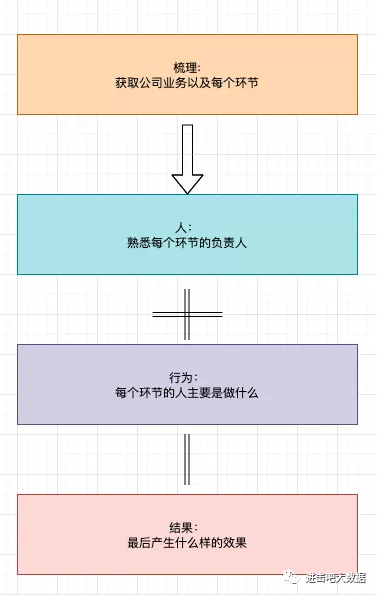 梳理:
获取公司业务以及每个环节
人:
熟悉每个环节的负责人
行为:
每个环节的人主要是做什么
结果:
最后产生什么样的效果
进击吧大数据